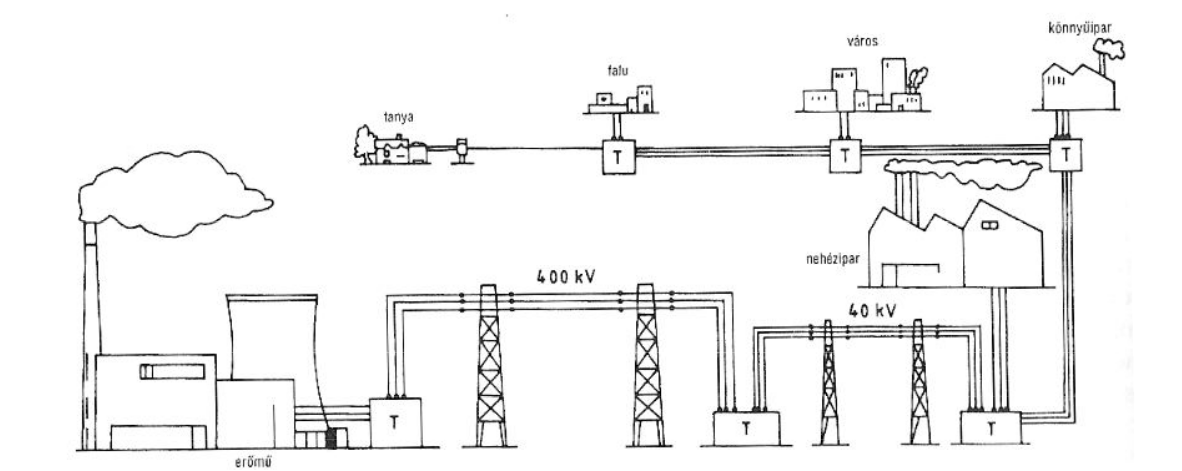 könnyűipar
város
falu
tanya
T
T
T
nehézipar
400 kV
40 kV
T
T
T
erőmű